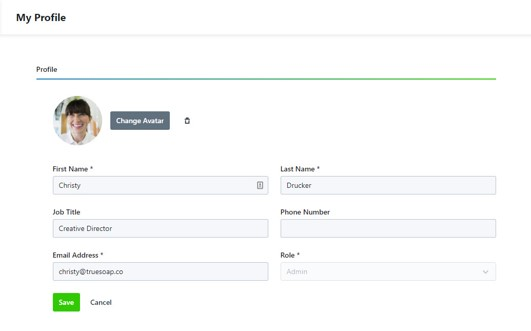 My Profile
Profile
Change Avatar
First Name *
Last Name *
Christy
Drucker
Job Title
Phone Number
Creative Director
Email Address *
Role *
christy@truesoap.co
Admin
Save
Cancel